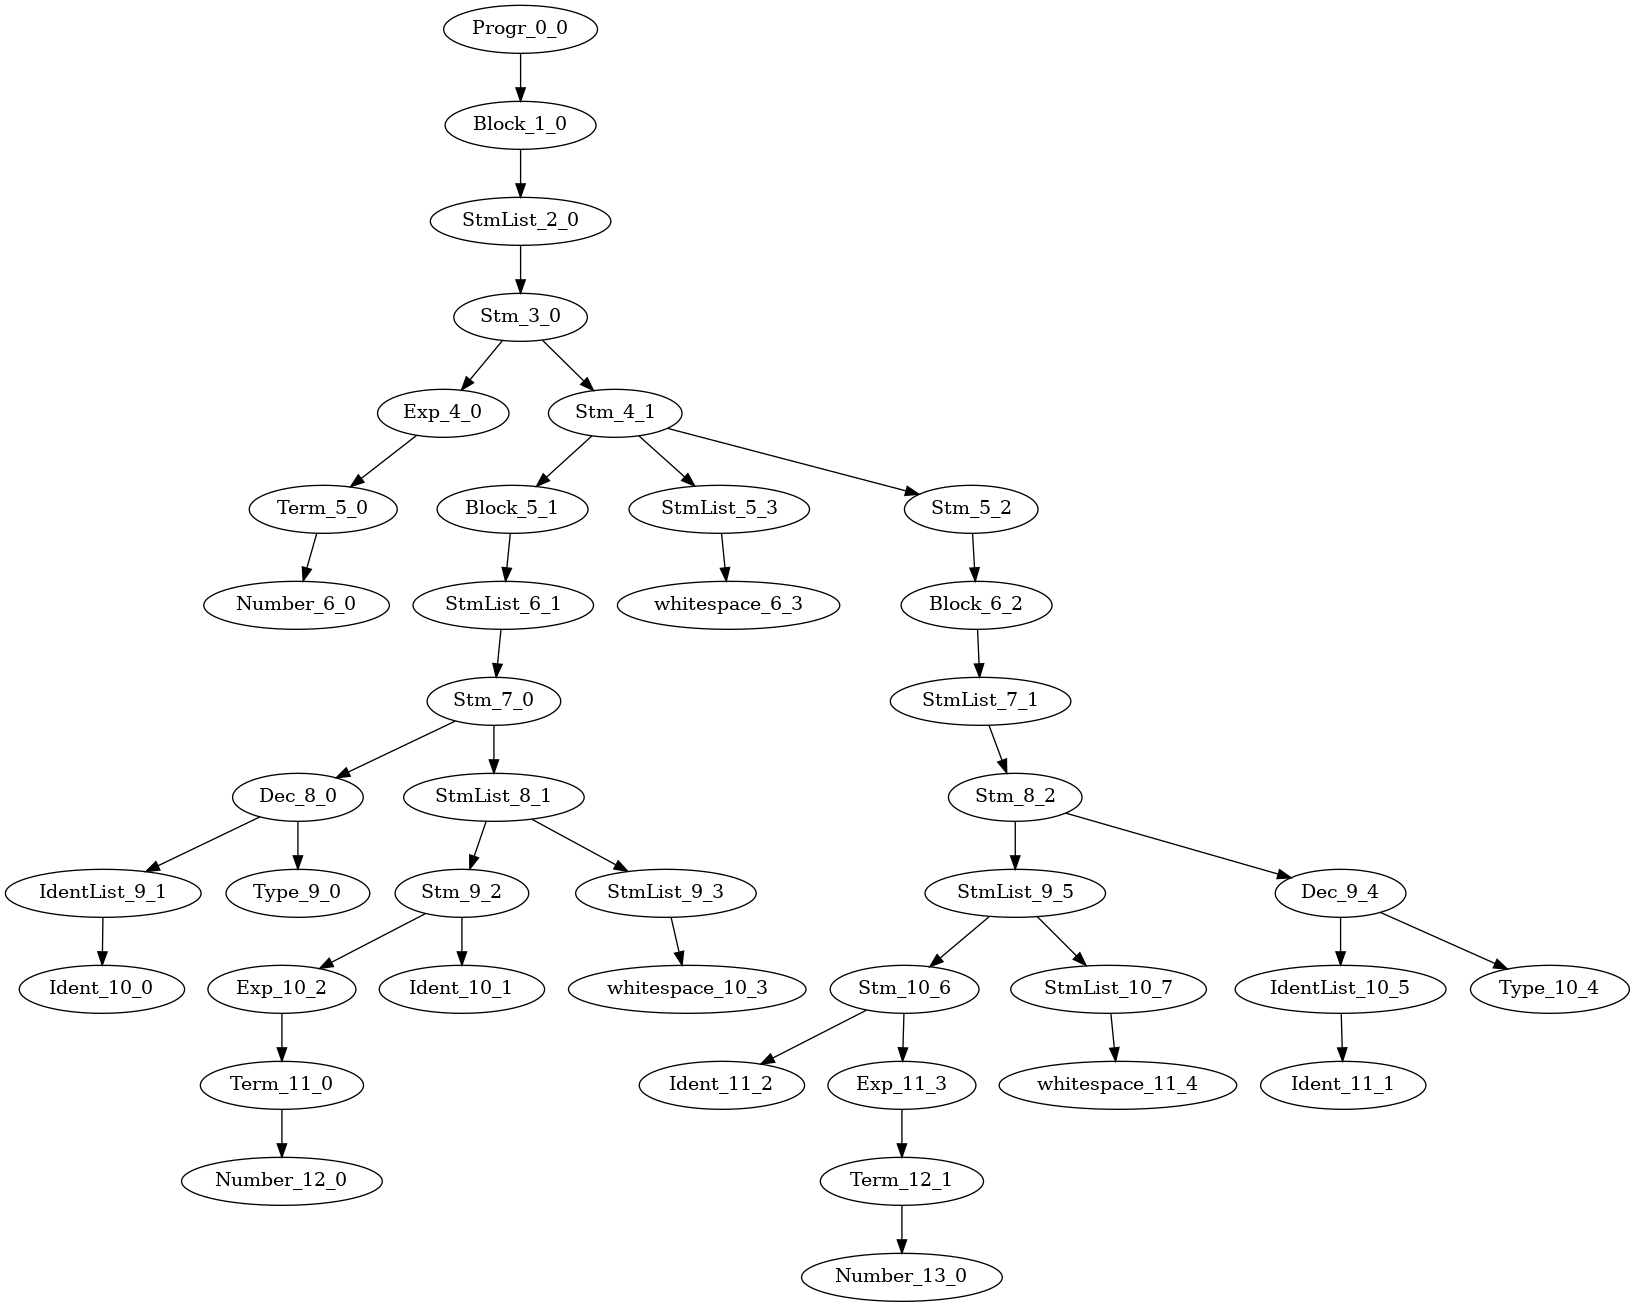 Progr_0_0
Block_1_0
StmList_2_0
Stm_3_0
Exp_4_0
Stm_4_1
Term_5_0
Block_5_1
StmList_5_3
Stm_5_2
Number_6_0
StmList_6_1
whitespace_6_3
Block_6_2
Stm_7_0
StmList_7_1
Dec_8_0
StmList_8_1
Stm_8_2
IdentList_9_1
Type_9_0
Stm_9_2
StmList_9_3
StmList_9_5
Dec_9_4
Ident_10_0
Exp_10_2
Ident_10_1
whitespace_10_3
Stm_10_6
StmList_10_7
IdentList_10_5
Type_10_4
Term_11_0
Ident_11_2
Exp_11_3
whitespace_11_4
Ident_11_1
Number_12_0
Term_12_1
Number_13_0